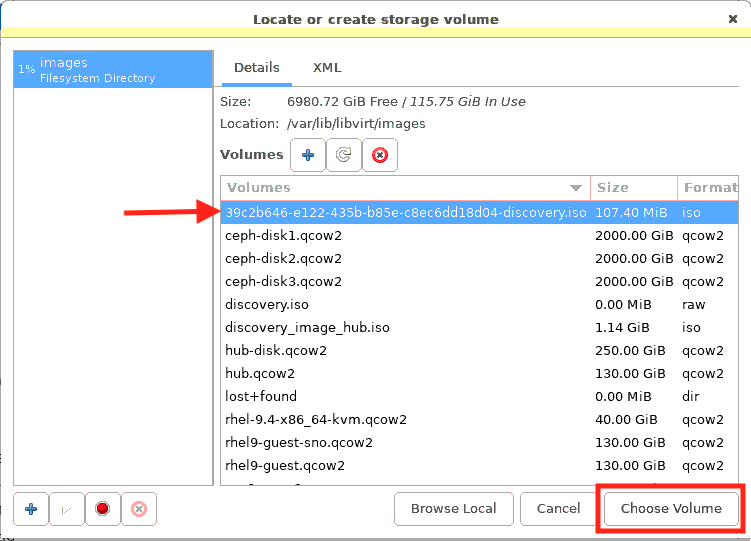 Locate or create storage volume
1% images
Filesystem Directory
Details XML
Size: 6980.72 GiB Free / 115.75 GiB In Use
Location: /var/lib/libvirt/images
Volumes
Volumes Size Format
39c2b646-e122-435b-b85e-c8ec6dd18d04-discovery.iso 107.40 MiB iso
ceph-disk1.qcow2 2000.00 GiB qcow2
ceph-disk2.qcow2 2000.00 GiB qcow2
ceph-disk3.qcow2 2000.00 GiB qcow2
discovery.iso 0.00 MiB raw
discovery_image_hub.iso 1.14 GiB iso
hub-disk.qcow2 250.00 GiB qcow2
hub.qcow2 130.00 GiB qcow2
lost+found 0.00 MiB dir
rhel-9.4-x86_64-kvm.qcow2 40.00 GiB qcow2
rhel9-guest-sno.qcow2 130.00 GiB qcow2
rhel9-guest.qcow2 130.00 GiB qcow2
Browse Local Cancel Choose Volume